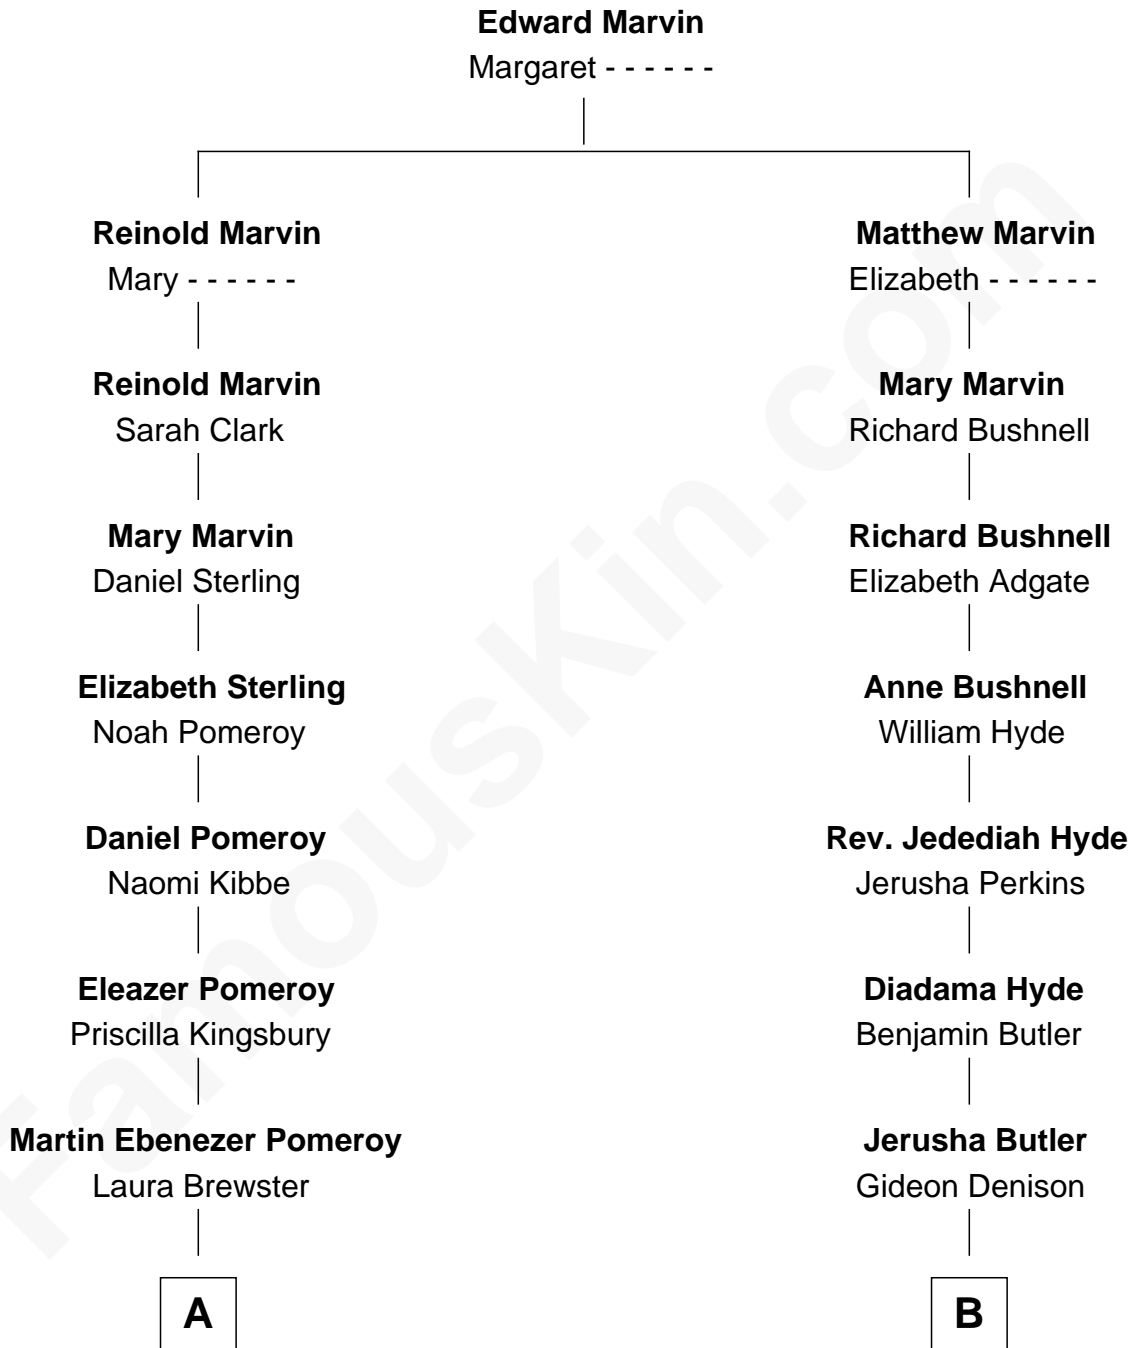 Edward Marvin
Margaret - - - - - -
Reinold Marvin
Mary - - - - - -
Matthew Marvin
Elizabeth - - - - - -
Reinold Marvin
Sarah Clark
Mary Marvin
Richard Bushnell
Mary Marvin
Daniel Sterling
Richard Bushnell
Elizabeth Adgate
Elizabeth Sterling
Noah Pomeroy
Anne Bushnell
William Hyde
Daniel Pomeroy
Naomi Kibbe
Rev. Jedediah Hyde
Jerusha Perkins
Eleazer Pomeroy
Priscilla Kingsbury
Diadama Hyde
Benjamin Butler
Martin Ebenezer Pomeroy
Laura Brewster
Jerusha Butler
Gideon Denison
A
B
FamousKin.com